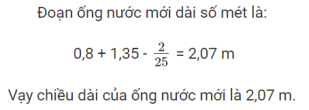 Đoạn ống nước mới dài số mét là:
0,8 + 1,35 - 2/25 = 2,07 m
Vậy chiều dài của ống nước mới là 2,07 m.